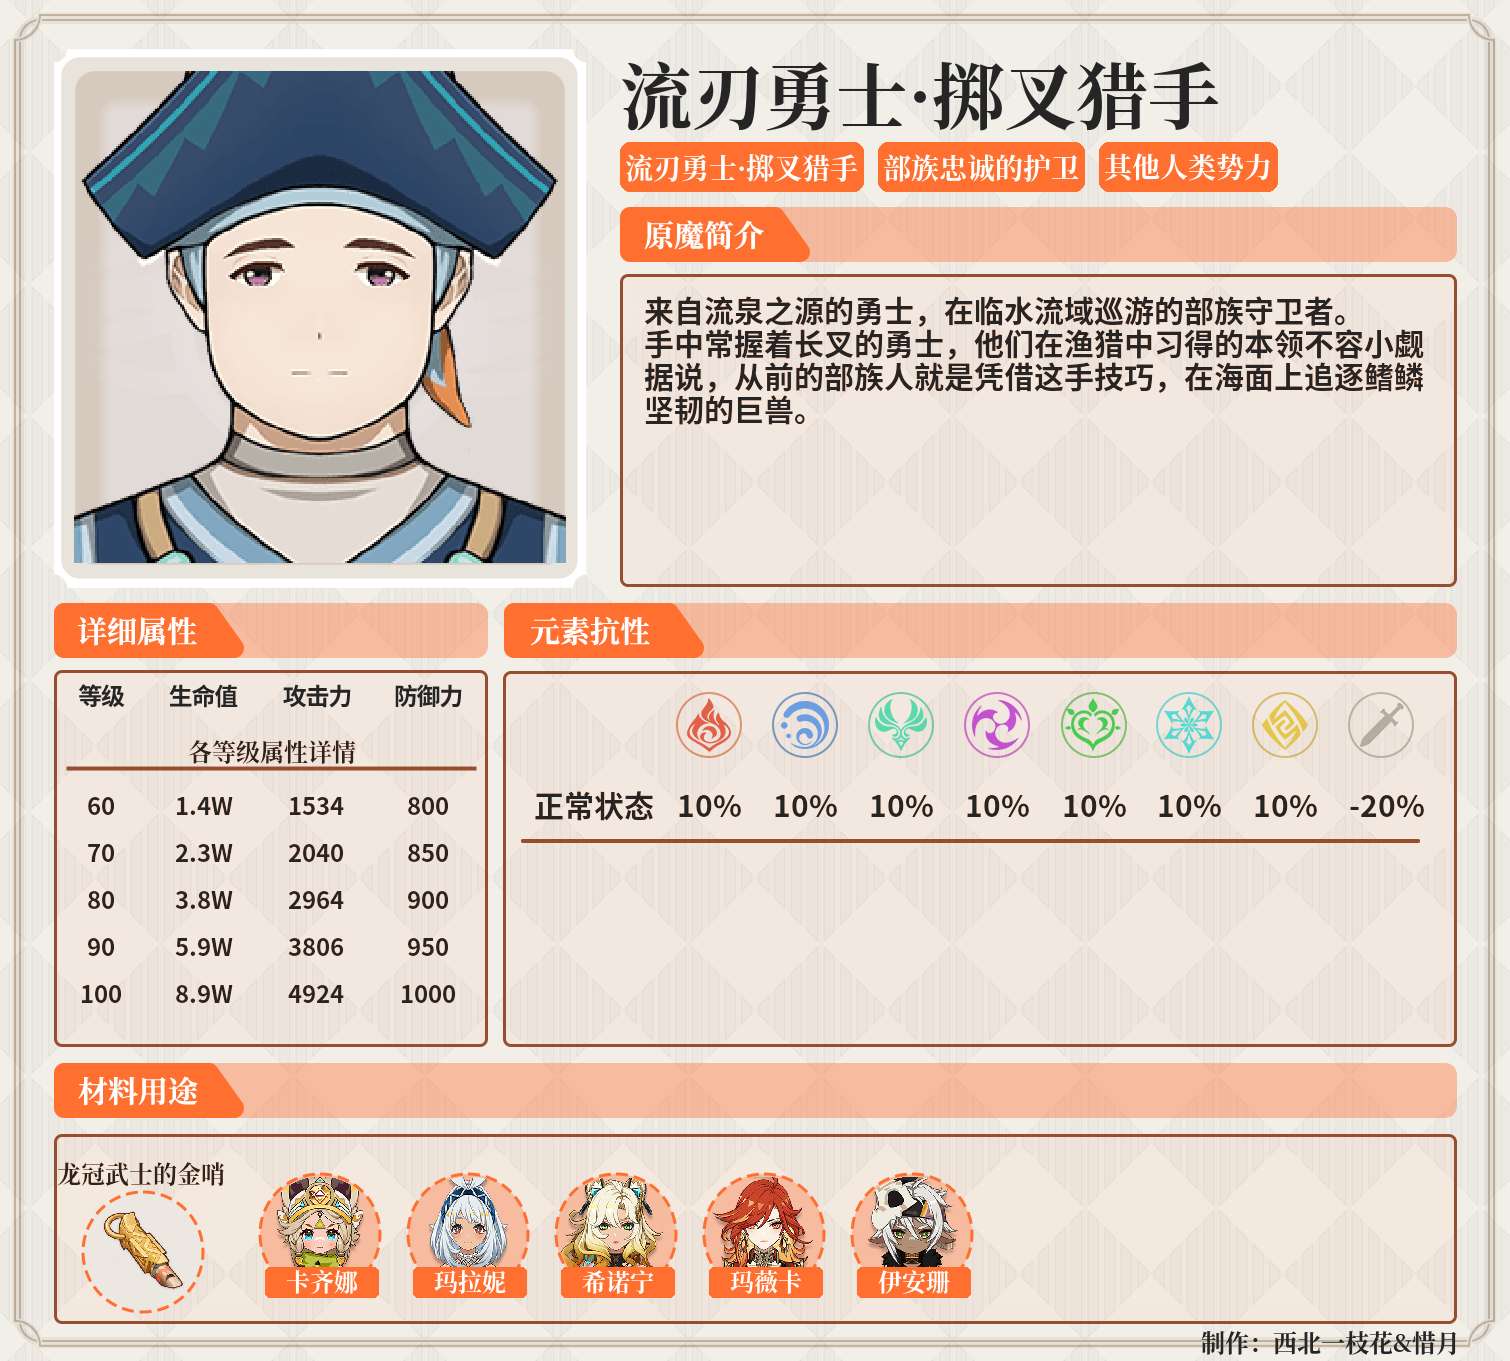 流刃勇士·掷叉猎手
流刃勇士·掷叉猎手 部族忠诚的护卫 其他人类势力
原魔简介
来自流泉之源的勇士，在临水流域巡游的部族守卫者。
手中常握着长叉的勇士，他们在渔猎中习得的本领不容小觑
据说，从前的部族人就是凭借这手技巧，在海面上追逐鳍鳞
坚韧的巨兽。
详细属性
等级 生命值 攻击力 防御力
各等级属性详情
60 1.4W 1534 800
70 2.3W 2040 850
80 3.8W 2964 900
90 5.9W 3806 950
100 8.9W 4924 1000
元素抗性
正常状态 10% 10% 10% 10% 10% 10% 10% -20%
材料用途
龙冠武士的金哨
卡齐娜 玛拉妮 希诺宁 玛薇卡 伊安珊
制作：西北一枝花&惜月